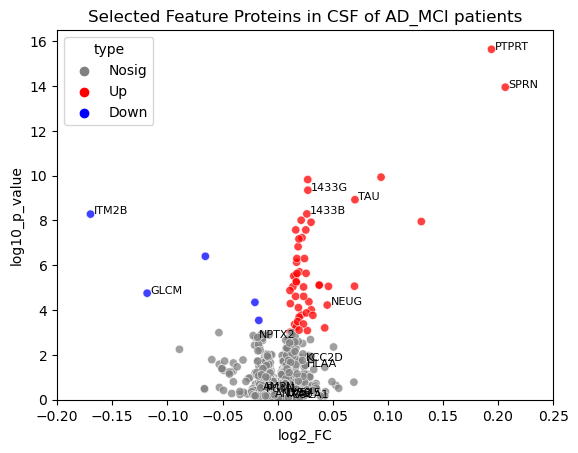 Selected Feature Proteins in CSF of AD_MCI patients
type
Nosig
Up
Down
log10_p_value
16
14
12
10
8
6
4
2
0
PTPRT
SPRN
1433G
TAU
1433B
ITM2B
GLCM
NEUG
NPTX2
KCC2D
HLAA
−0.20
−0.15
−0.10
−0.05
0.00
0.05
0.10
0.15
0.20
0.25
log2_FC